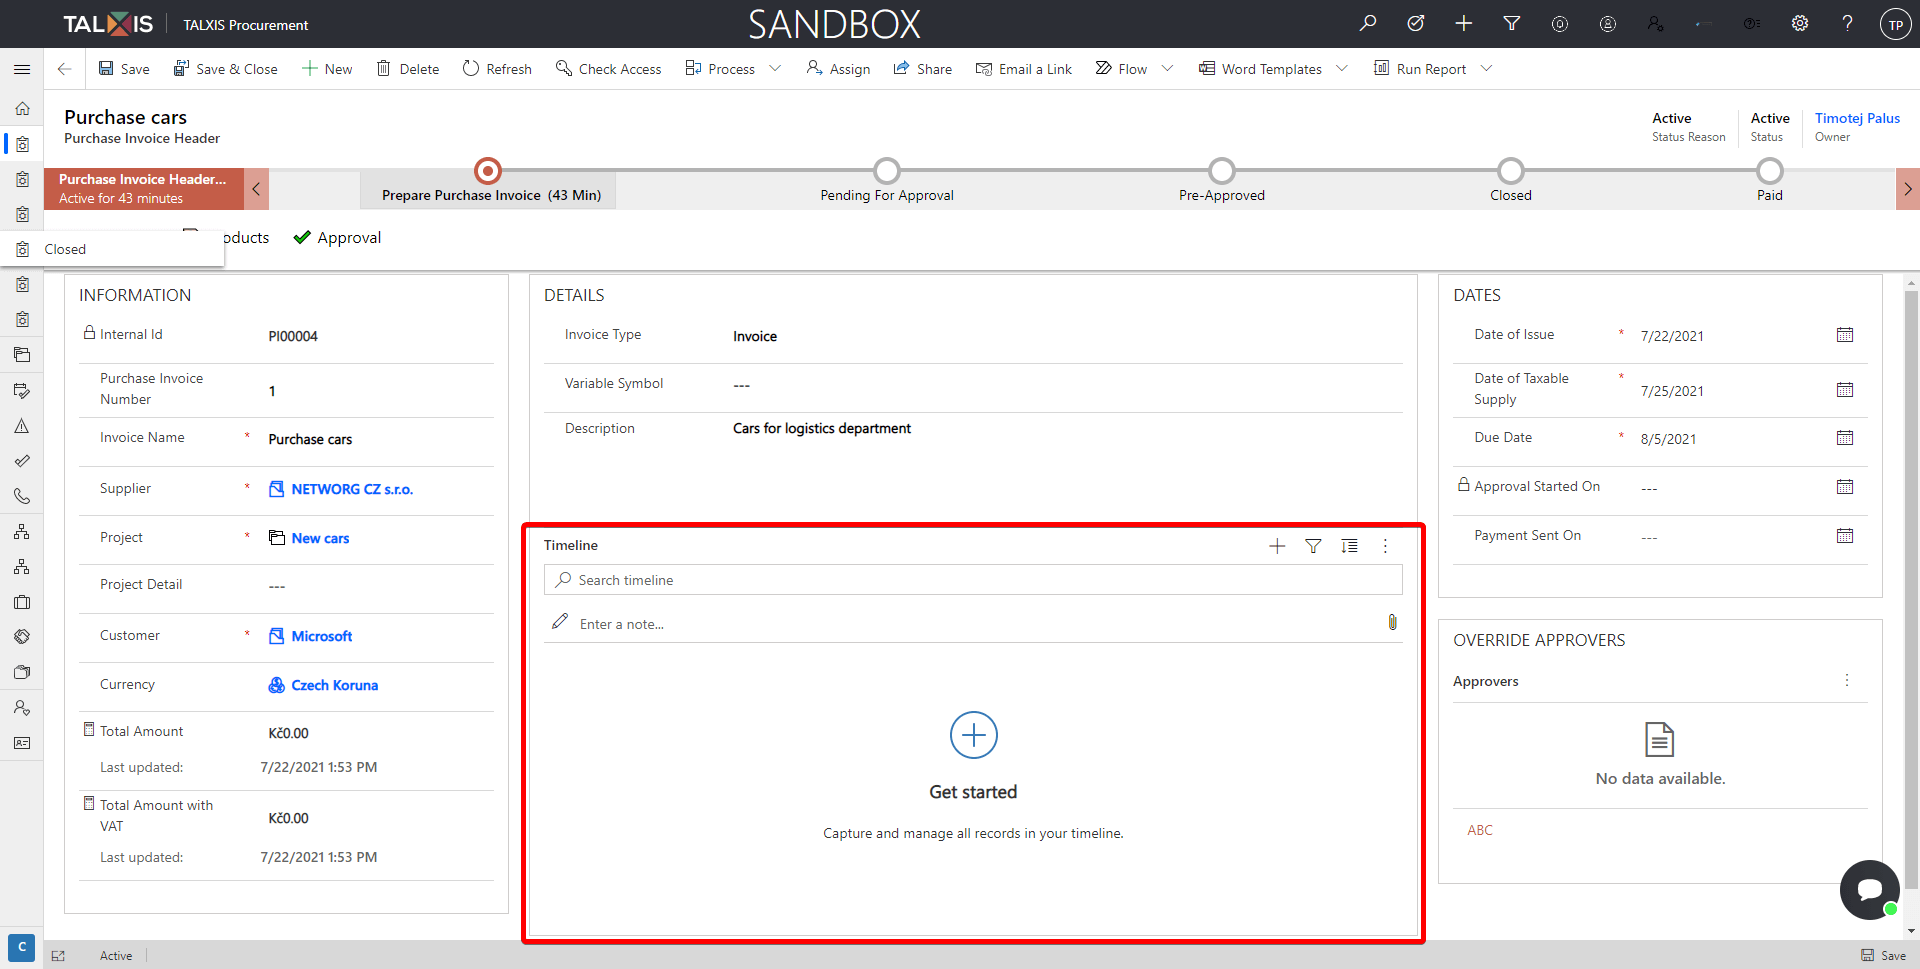 TALXIS
TALXIS Procurement
SANDBOX
TP
Save
Save & Close
New
Delete
Refresh
Check Access
Process
Assign
Share
Email a Link
Flow
Word Templates
Run Report
Purchase cars
Purchase Invoice Header
Active
Status Reason
Active
Status
Timotej Palus
Owner
Purchase Invoice Header...
Active for 43 minutes
Prepare Purchase Invoice (43 Min)
Pending For Approval
Pre-Approved
Closed
Paid
oducts
Approval
Closed
INFORMATION
Internal Id
PI00004
Purchase Invoice
Number
1
Invoice Name
*
Purchase cars
Supplier
*
NETWORG CZ s.r.o.
Project
*
New cars
Project Detail
---
Customer
*
Microsoft
Currency
Czech Koruna
Total Amount
Kč0.00
Last updated:
7/22/2021 1:53 PM
Total Amount with
VAT
Kč0.00
Last updated:
7/22/2021 1:53 PM
DETAILS
Invoice Type
Invoice
Variable Symbol
---
Description
Cars for logistics department
Timeline
Search timeline
Enter a note...
Get started
Capture and manage all records in your timeline.
DATES
Date of Issue
*
7/22/2021
Date of Taxable
Supply
*
7/25/2021
Due Date
*
8/5/2021
Approval Started On
---
Payment Sent On
---
OVERRIDE APPROVERS
Approvers
No data available.
ABC
C
Active
Save